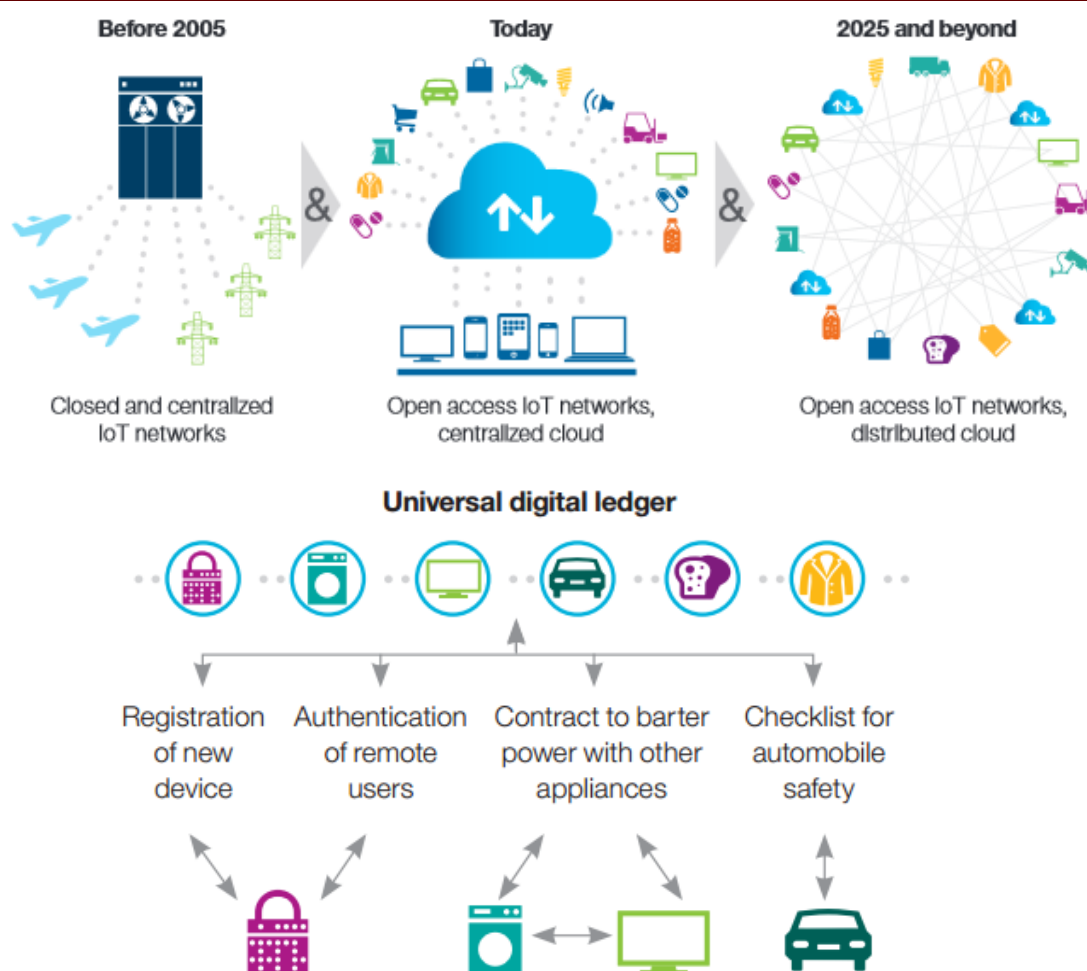 Before 2005
Today
2025 and beyond
&
&
Closed and centralized
IoT networks
Open access IoT networks,
centralized cloud
Open access IoT networks,
distributed cloud
Universal digital ledger
Registration
of new
device
Authentication
of remote
users
Contract to barter
power with other
appliances
Checklist for
automobile
safety